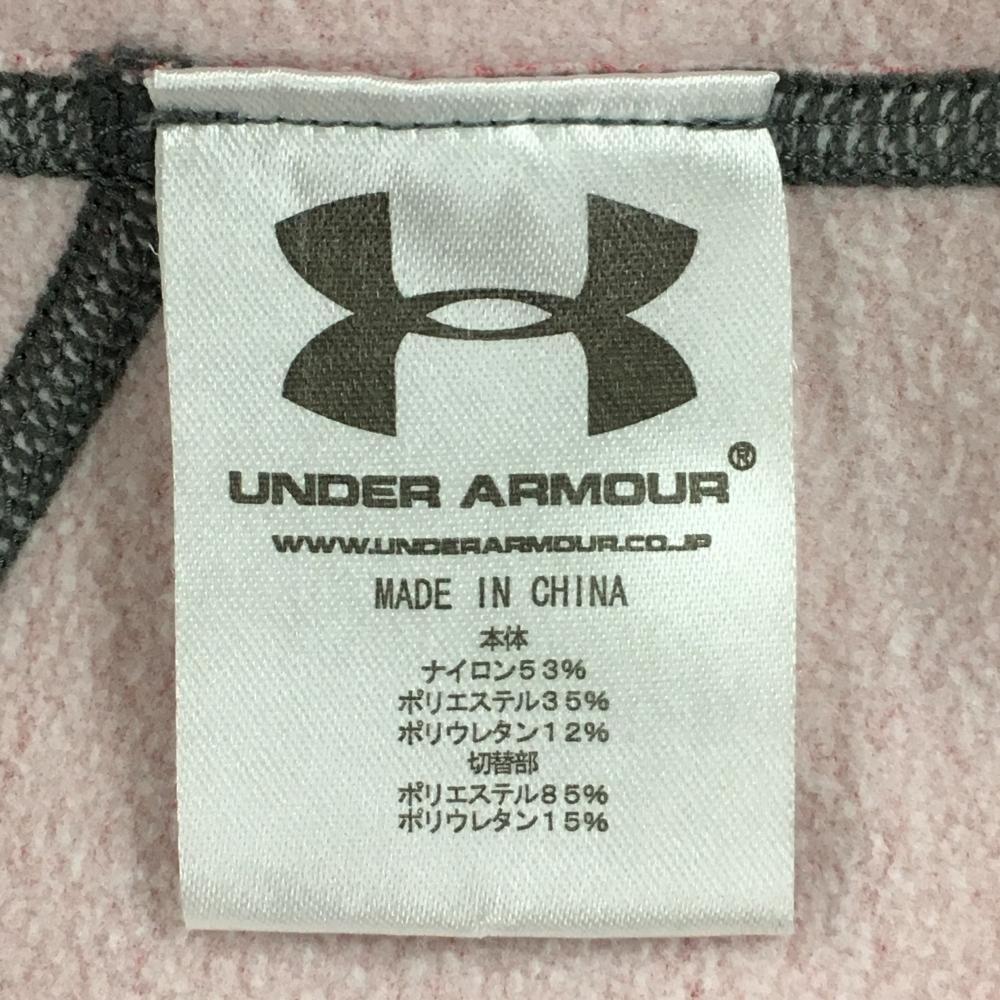 UNDER ARMOUR®
WWW.UNDERARMOUR.CO.JP
MADE IN CHINA
本体
ナイロン53%
ポリエステル35%
ポリウレタン12%
切替部
ポリエステル85%
ポリウレタン15%